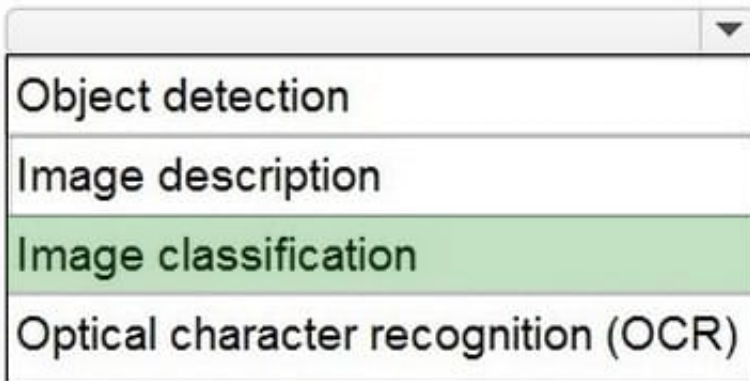 Object detection
Image description
Image classification
Optical character recognition (OCR)